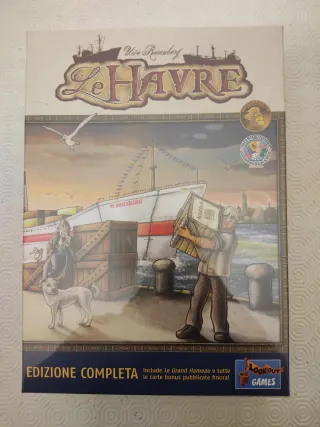 Uwe Rosenberg
LE HAVRE
EDIZIONE COMPLETA
Include Le Grand Hameau e tutte
le carte bonus pubblicate finora!
LOOKOUT
GAMES